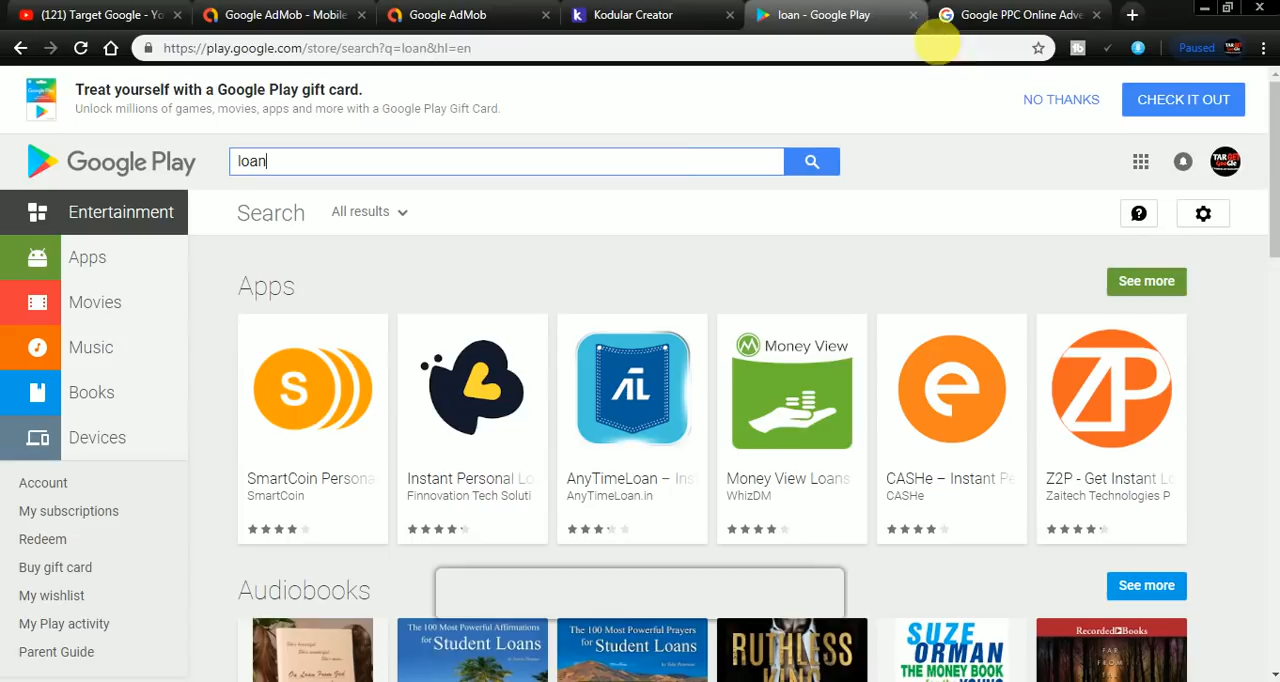 (121) Target Google - Yo
Google AdMob - Mobile
Google AdMob
Kodular Creator
loan - Google Play
Google PPC Online Adve
https://play.google.com/store/search?q=loan&hl=en
Paused
Treat yourself with a Google Play gift card.
Unlock millions of games, movies, apps and more with a Google Play Gift Card.
NO THANKS
CHECK IT OUT
Google Play
loan
Entertainment
Search
All results
Apps
Movies
Music
Books
Devices
Account
My subscriptions
Redeem
Buy gift card
My wishlist
My Play activity
Parent Guide
Apps
See more
S
AL
Money View
e
ZP
SmartCoin Persona
SmartCoin
Instant Personal Lo
Finnovation Tech Soluti
AnyTimeLoan – Ins
AnyTimeLoan.in
Money View Loans
WhizDM
CASHe – Instant Pe
CASHe
Z2P - Get Instant Lo
Zaitech Technologies P
Audiobooks
See more
The 100 Most Powerful Affirmations
for Student Loans
The 100 Most Powerful Prayers
for Student Loans
RUTHLESS
SUZE
ORMAN
THE MONEY BOOK
Recorded Books
FAR
FROM